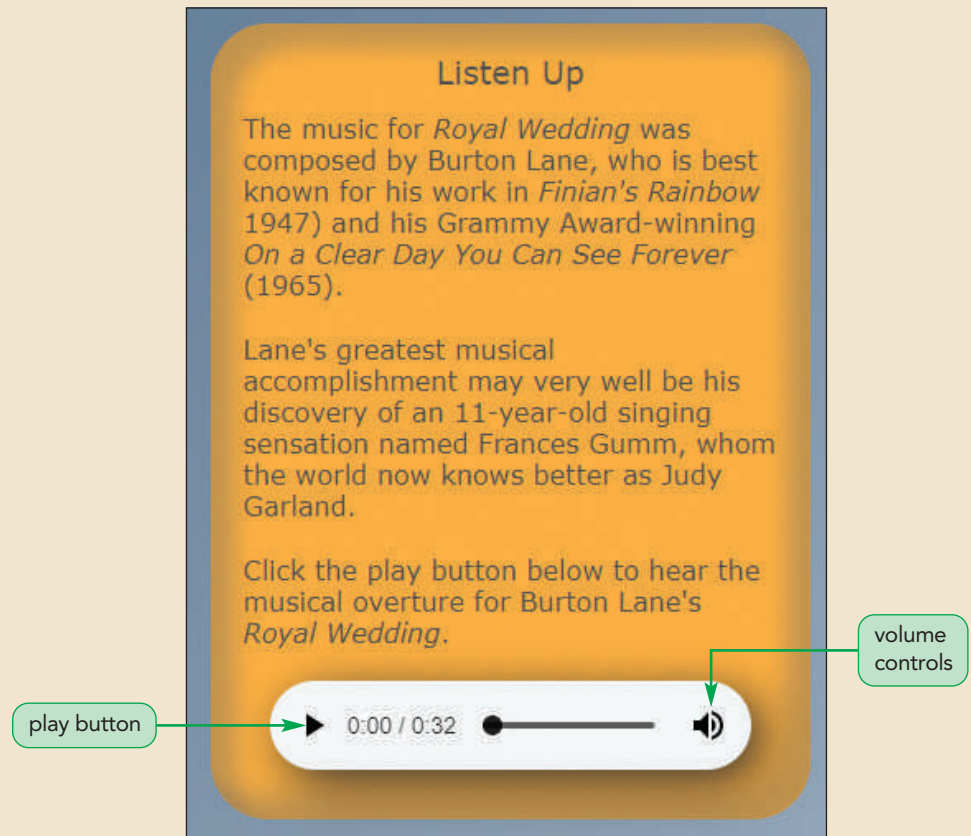 Listen Up
The music for Royal Wedding was
composed by Burton Lane, who is best
known for his work in Finian's Rainbow
1947) and his Grammy Award-winning
On a Clear Day You Can See Forever
(1965).
Lane's greatest musical
accomplishment may very well be his
discovery of an 11-year-old singing
sensation named Frances Gumm, whom
the world now knows better as Judy
Garland.
Click the play button below to hear the
musical overture for Burton Lane's
Royal Wedding.
volume
controls
play button
0:00 / 0:32